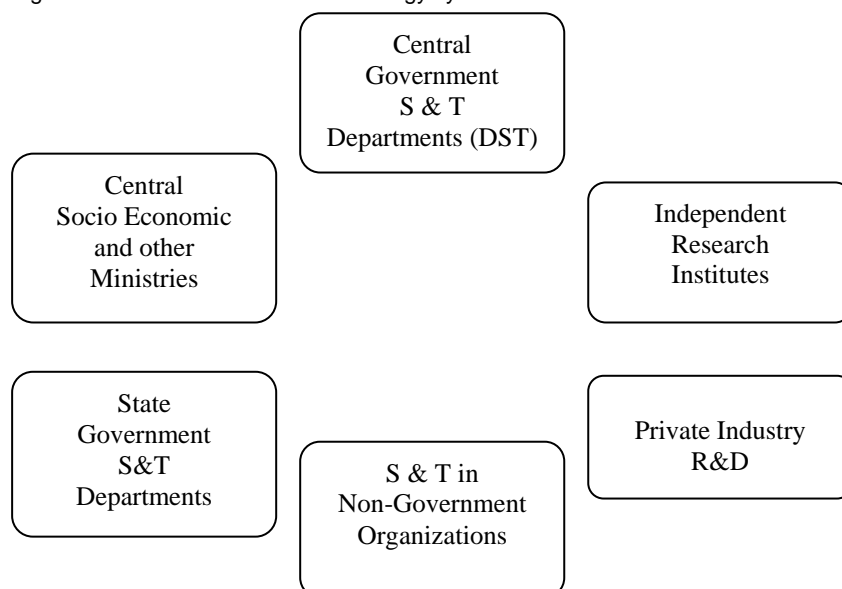 Central
Government
S & T
Departments (DST)
Central
Socio Economic
and other
Ministries
Independent
Research
Institutes
State
Government
S&T
Departments
Private Industry
R&D
S & T in
Non-Government
Organizations